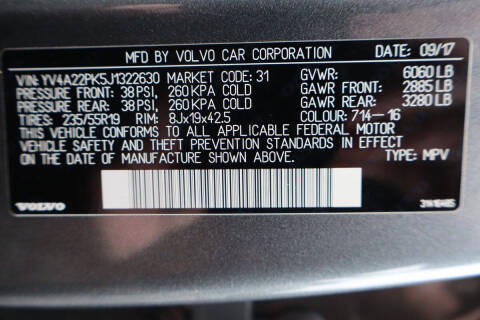 MFD BY VOLVO CAR CORPORATION DATE: 09/17
VIN: YV4A22PK5J1322630 MARKET CODE: 31 GVWR: 6060 LB
PRESSURE FRONT: 38 PSI, 260 KPA COLD GAWR FRONT: 2885 LB
PRESSURE REAR: 38 PSI, 260 KPA COLD GAWR REAR: 3280 LB
TIRES: 235/55R19 RIM: 8Jx19x42.5 COLOUR: 714-16
THIS VEHICLE CONFORMS TO ALL APPLICABLE FEDERAL MOTOR
VEHICLE SAFETY AND THEFT PREVENTION STANDARDS IN EFFECT
ON THE DATE OF MANUFACTURE SHOWN ABOVE. TYPE: MPV
VOLVO